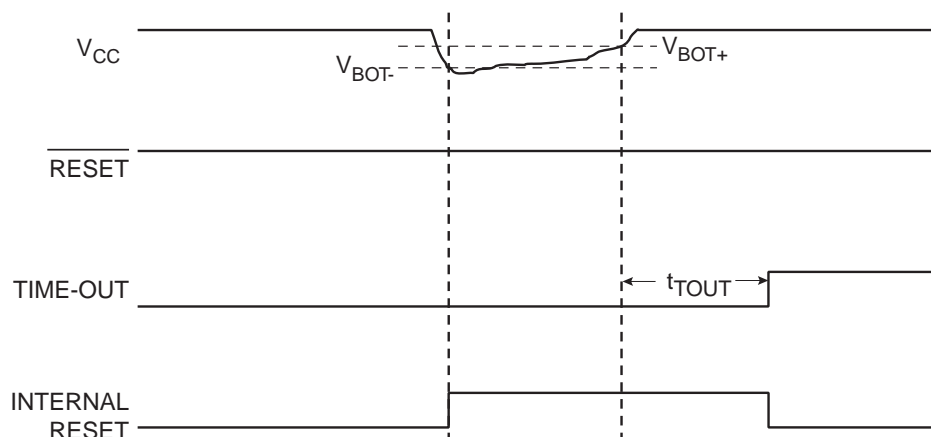 VCC
VBOT-
VBOT+
RESET
TIME-OUT
tTOUT
INTERNAL
RESET